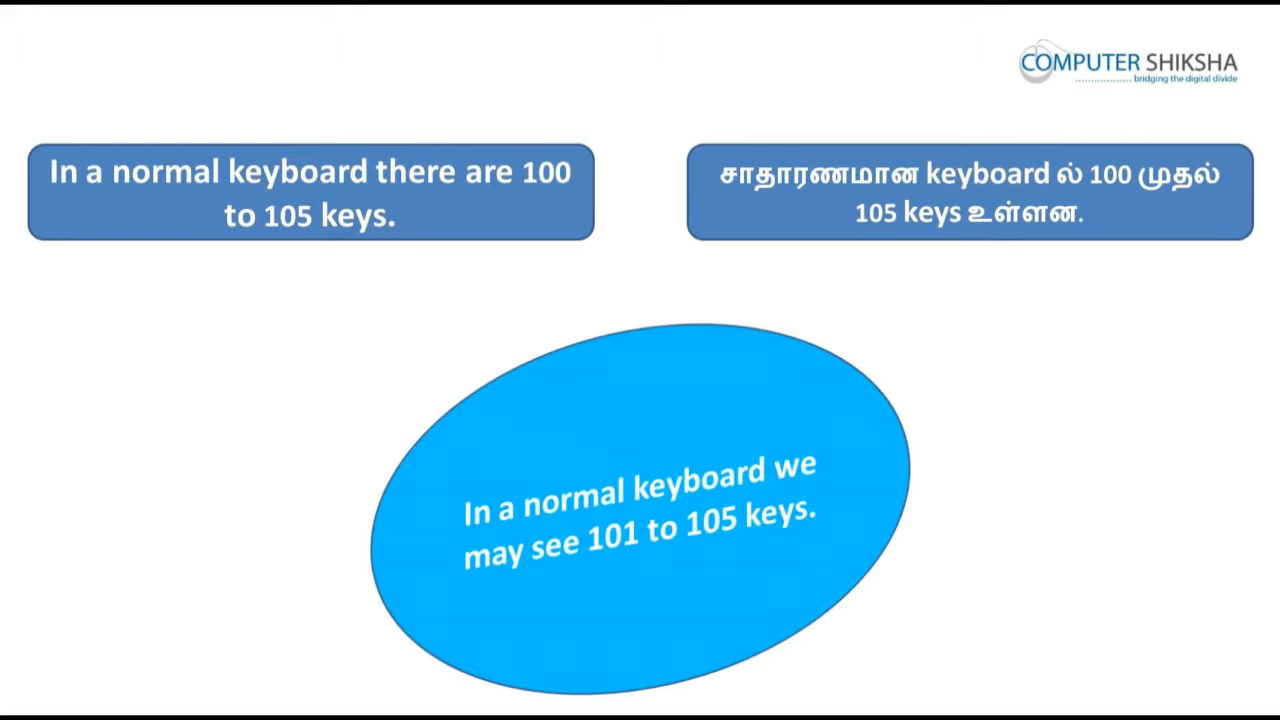 COMPUTER SHIKSHA
bridging the digital divide
In a normal keyboard there are 100
to 105 keys.
சாதாரணமான keyboard ல் 100 முதல்
105 keys உள்ளன.
In a normal keyboard we
may see 101 to 105 keys.